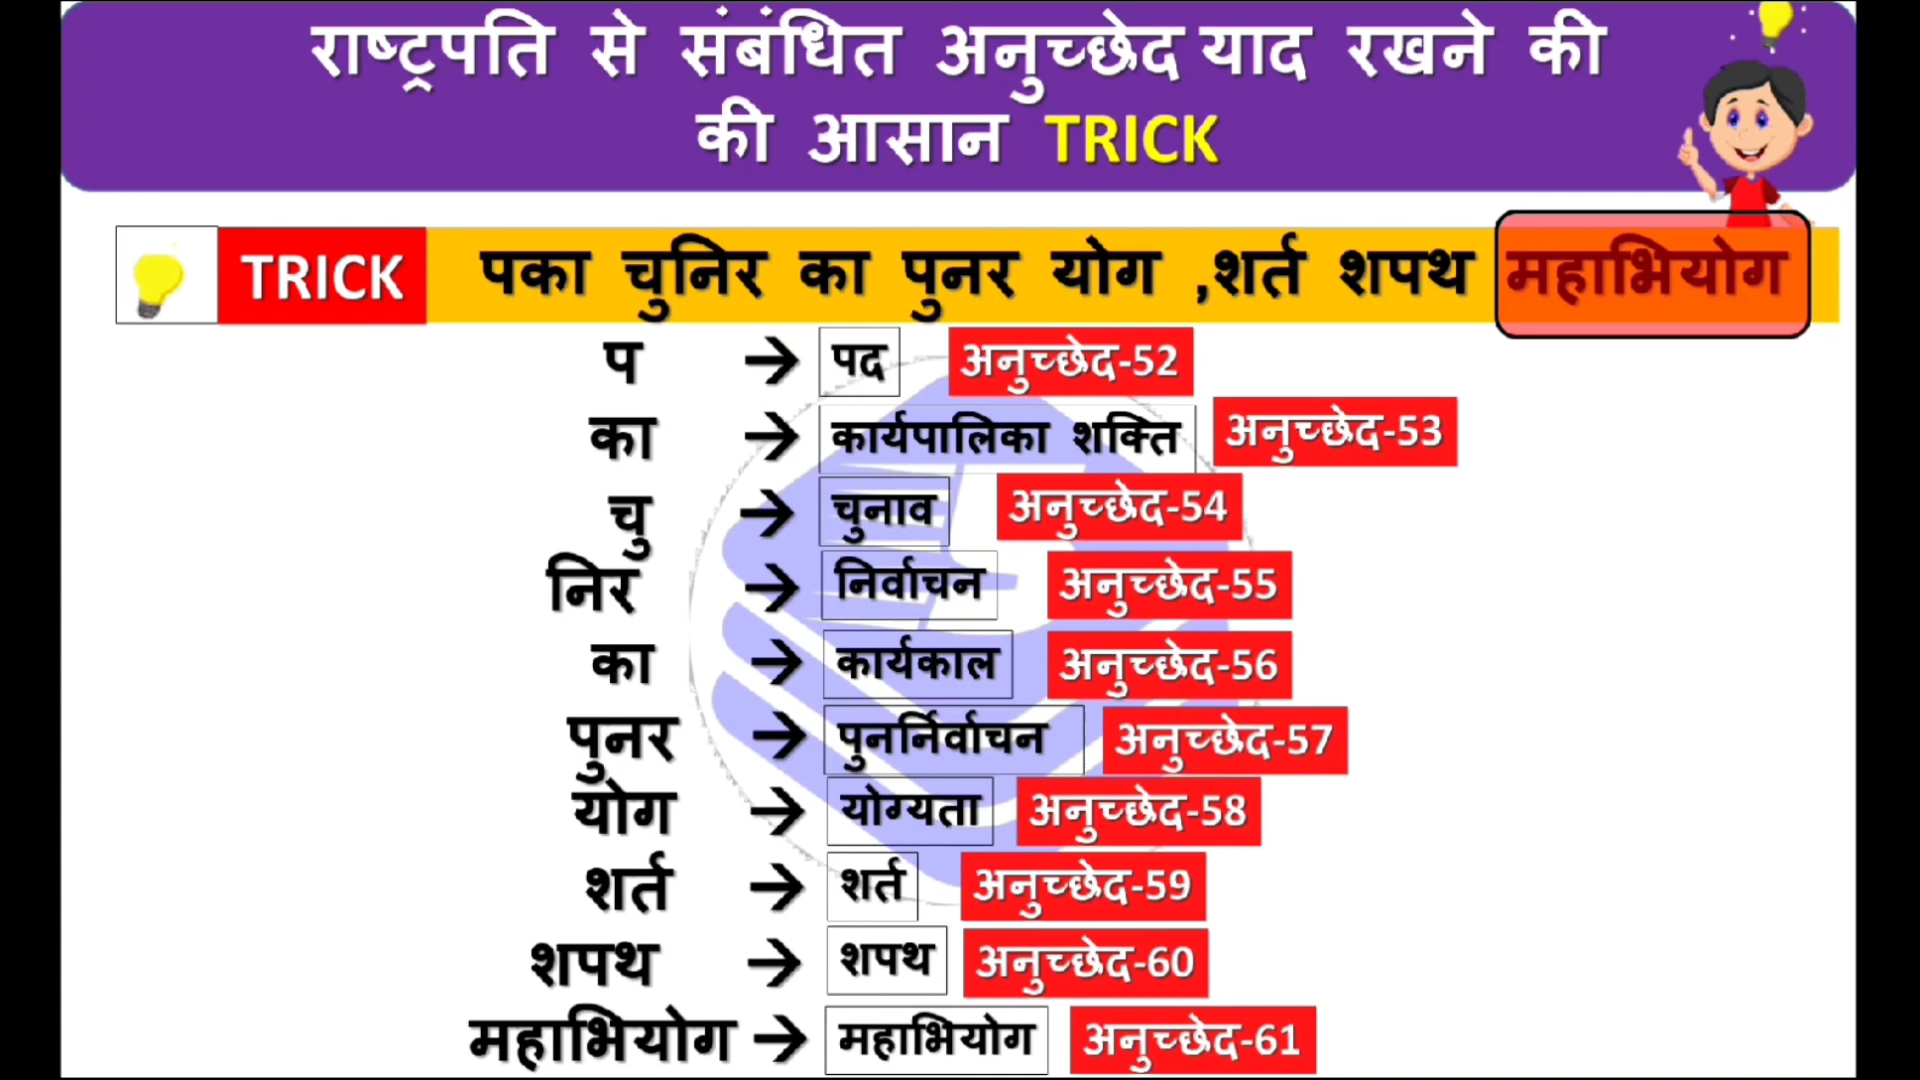 राष्ट्रपति से संबंधित अनुच्छेद याद रखने की
की आसान TRICK
TRICK पका चुनिर का पुनर योग ,शर्त शपथ महाभियोग
प → पद अनुच्छेद-52
का → कार्यपालिका शक्ति अनुच्छेद-53
चु → चुनाव अनुच्छेद-54
निर → निर्वाचन अनुच्छेद-55
का → कार्यकाल अनुच्छेद-56
पुनर → पुनर्निर्वाचन अनुच्छेद-57
योग → योग्यता अनुच्छेद-58
शर्त → शर्त अनुच्छेद-59
शपथ → शपथ अनुच्छेद-60
महाभियोग → महाभियोग अनुच्छेद-61